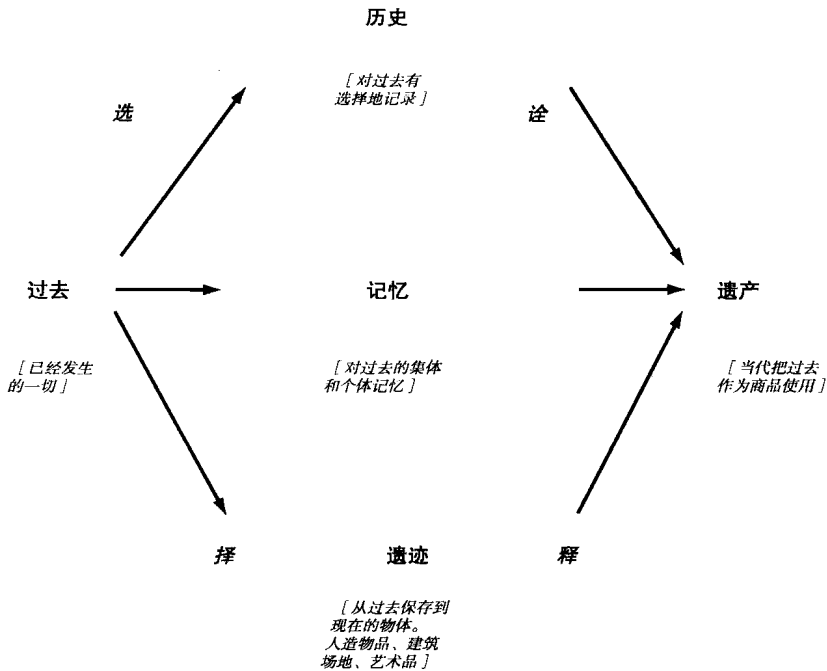 历史
[ 对过去有
选择地记录 ]
选
诠
过去
记忆
遗产
[ 已经发生
的一切 ]
[ 对过去的集体
和个体记忆 ]
[ 当代把过去
作为商品使用 ]
择
遗迹
释
[ 从过去保存到
现在的物体。
人造物品、建筑
场地、艺术品 ]